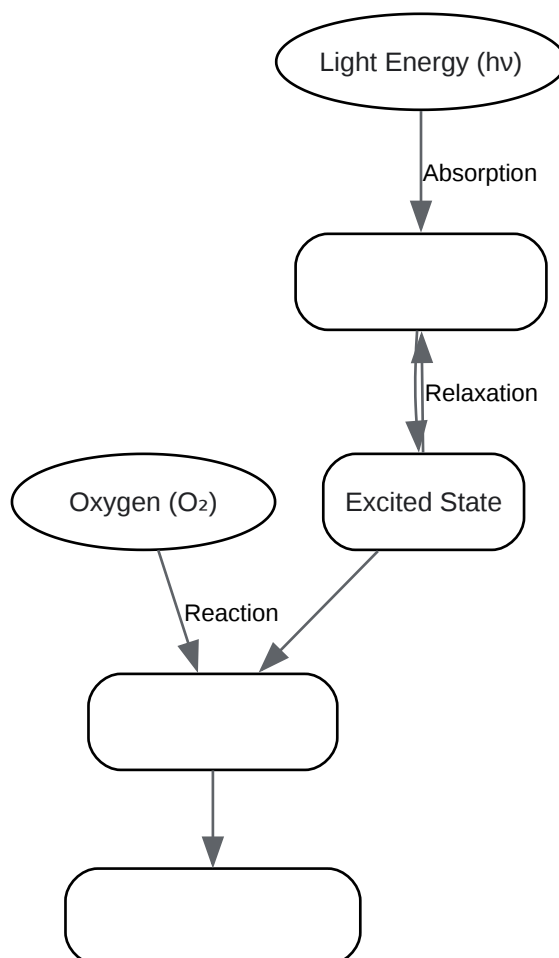 Light Energy (hν)
Absorption
Relaxation
Oxygen (O₂)
Excited State
Reaction